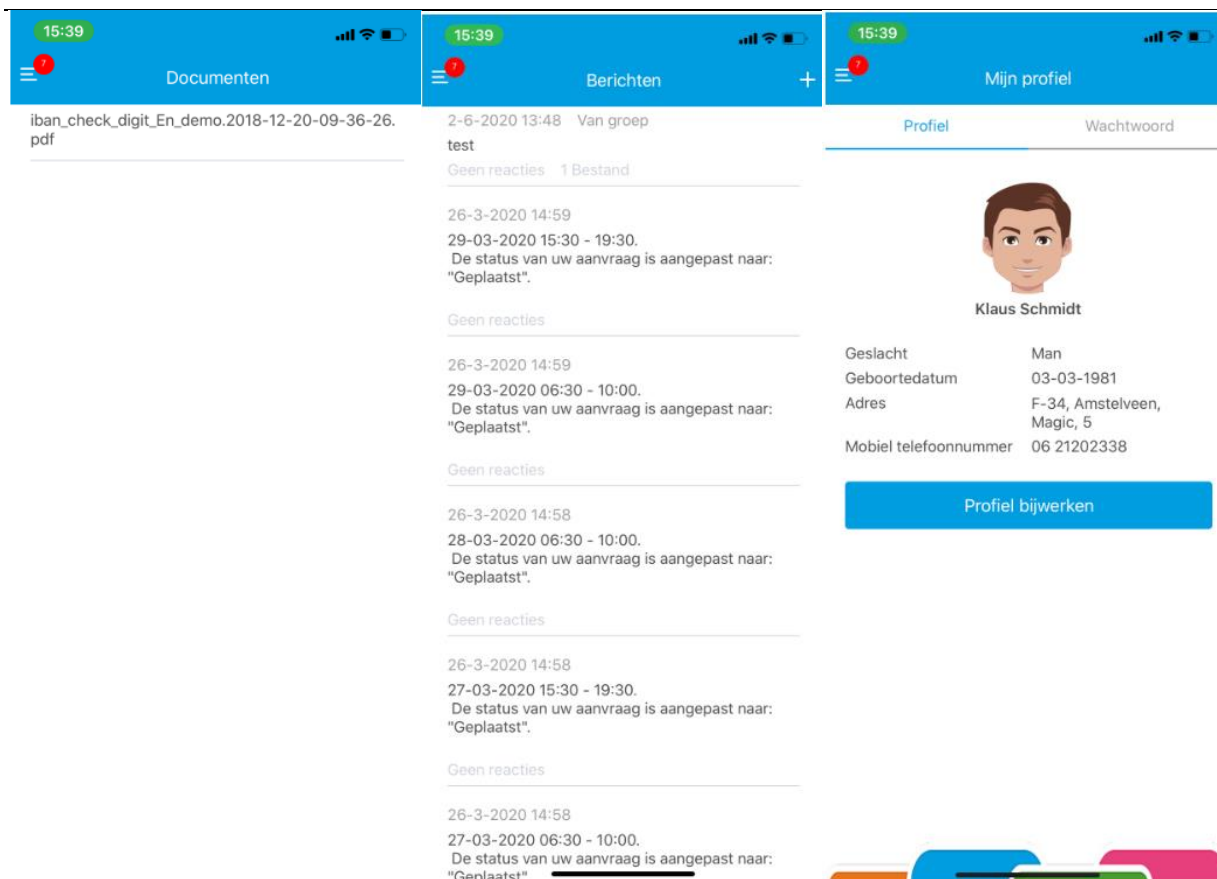 15:39
7
Documenten
iban_check_digit_En_demo.2018-12-20-09-36-26.
pdf
15:39
7
Berichten +
2-6-2020 13:48 Van groep
test
Geen reacties 1 Bestand
26-3-2020 14:59
29-03-2020 15:30 - 19:30.
De status van uw aanvraag is aangepast naar:
"Geplaatst".
Geen reacties
26-3-2020 14:59
29-03-2020 06:30 - 10:00.
De status van uw aanvraag is aangepast naar:
"Geplaatst".
Geen reacties
26-3-2020 14:58
28-03-2020 06:30 - 10:00.
De status van uw aanvraag is aangepast naar:
"Geplaatst".
Geen reacties
26-3-2020 14:58
27-03-2020 15:30 - 19:30.
De status van uw aanvraag is aangepast naar:
"Geplaatst".
Geen reacties
26-3-2020 14:58
27-03-2020 06:30 - 10:00.
De status van uw aanvraag is aangepast naar:
"Geplaatst"
15:39
7
Mijn profiel
Profiel Wachtwoord
Klaus Schmidt
Geslacht Man
Geboortedatum 03-03-1981
Adres F-34, Amstelveen,
Magic, 5
Mobiel telefoonnummer 06 21202338
Profiel bijwerken